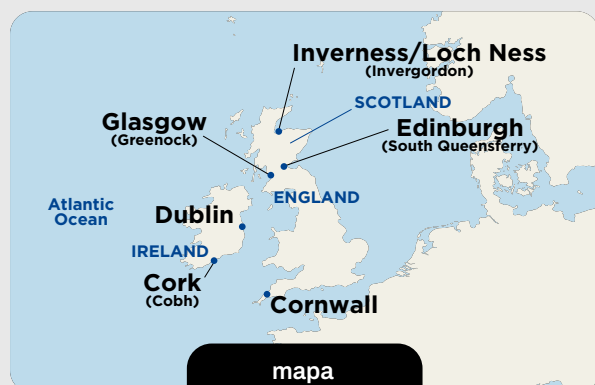 Inverness/Loch Ness
(Invergordon)
SCOTLAND
Glasgow
(Greenock)
Edinburgh
(South Queensferry)
ENGLAND
Atlantic
Ocean
Dublin
IRELAND
Cork
(Cobh)
Cornwall
mapa